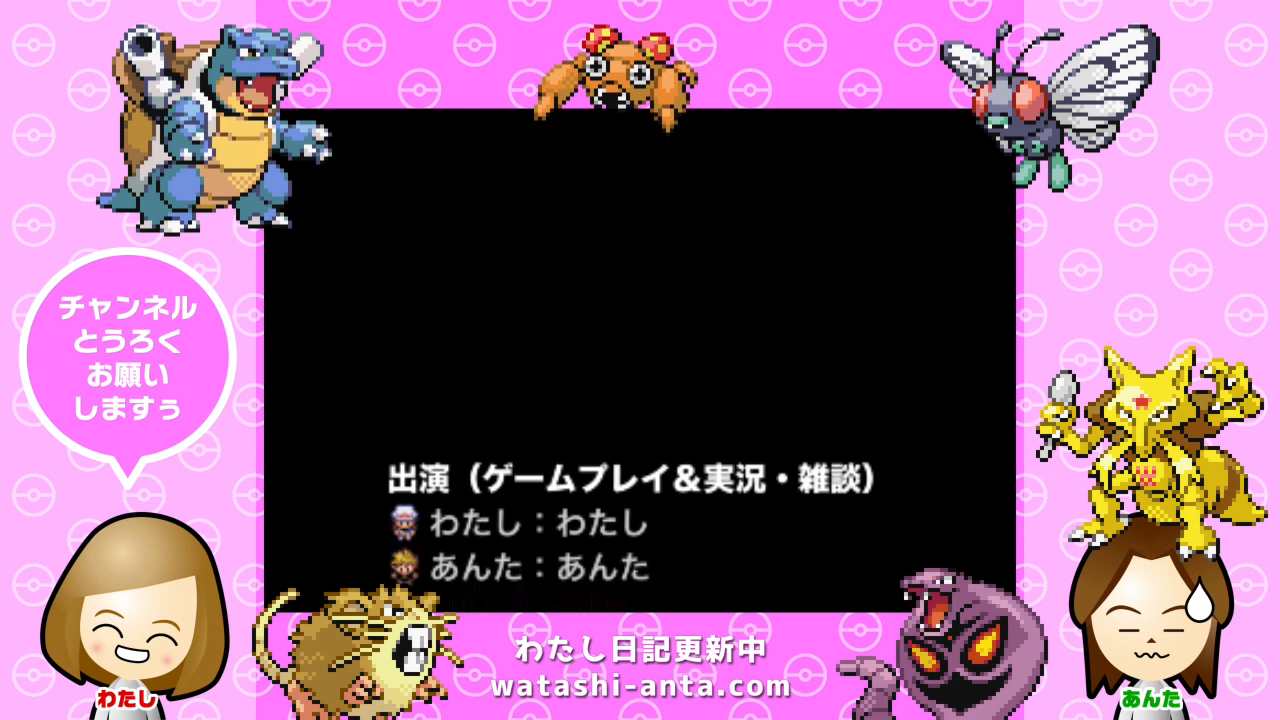 チャンネル
とうろく
お願い
しますぅ
出演（ゲームプレイ＆実況・雑談）
わたし：わたし
あんた：あんた
わたし日記更新中
watashi-anta.com
わたし
あんた